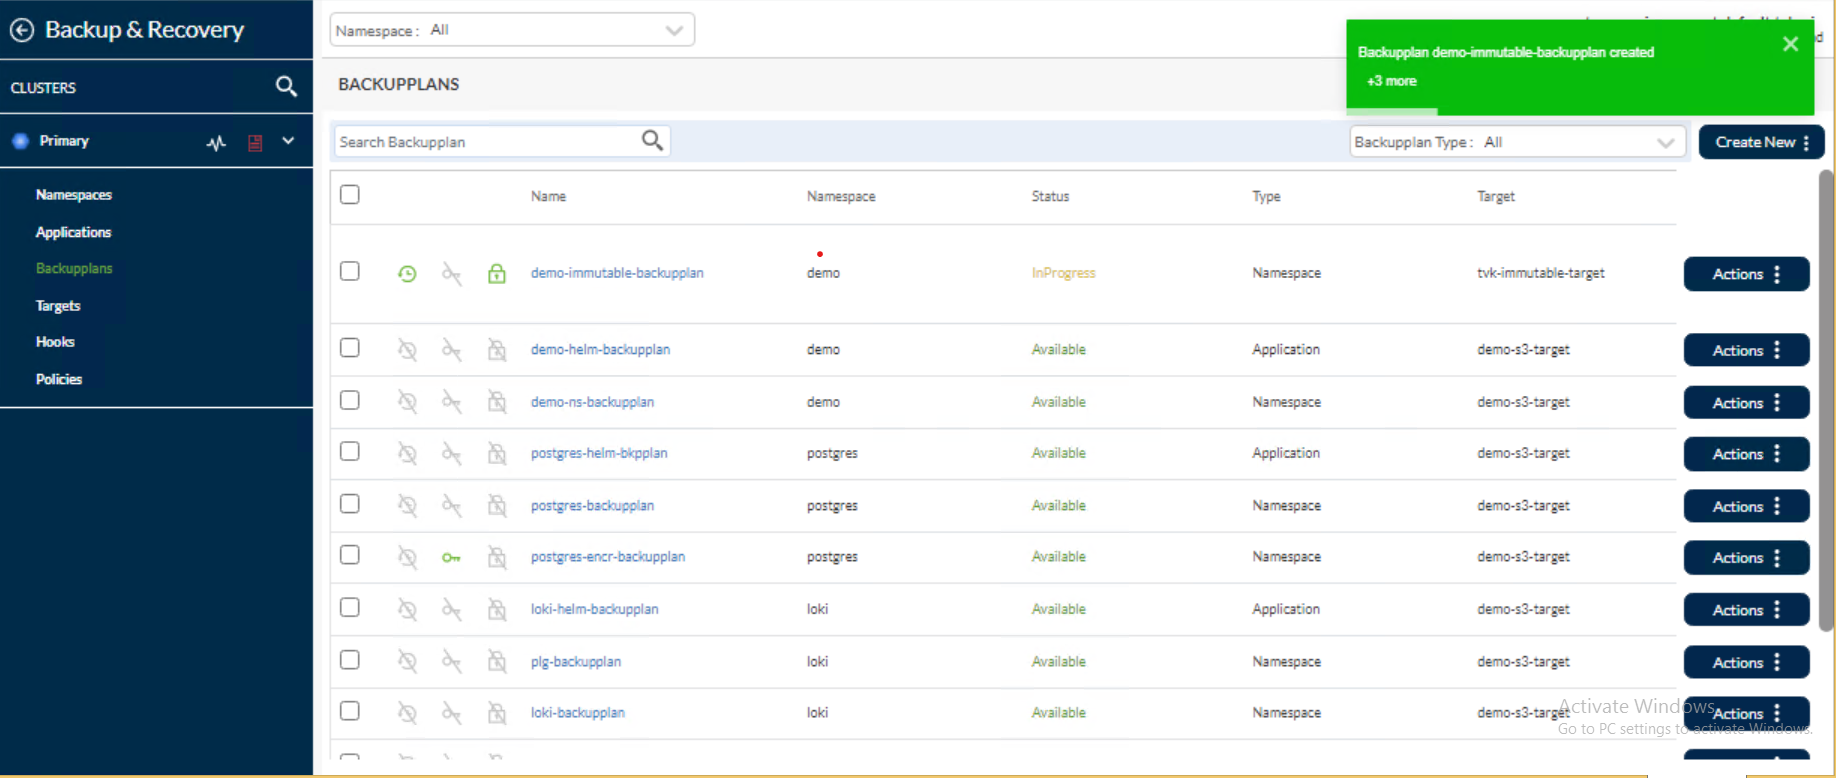 Backup & Recovery
Namespace : All
Backupplan demo-immutable-backupplan created
+3 more
CLUSTERS
BACKUPPLANS
Primary
Search Backupplan
Backupplan Type : All
Create New
Namespaces
Applications
Backupplans
Targets
Hooks
Policies
Name Namespace Status Type Target
demo-immutable-backupplan demo InProgress Namespace tvk-immutable-target Actions
demo-helm-backupplan demo Available Application demo-s3-target Actions
demo-ns-backupplan demo Available Namespace demo-s3-target Actions
postgres-helm-bkpplan postgres Available Application demo-s3-target Actions
postgres-backupplan postgres Available Namespace demo-s3-target Actions
postgres-encr-backupplan postgres Available Namespace demo-s3-target Actions
loki-helm-backupplan loki Available Application demo-s3-target Actions
plg-backupplan loki Available Namespace demo-s3-target Actions
loki-backupplan loki Available Namespace demo-s3-target Actions
Activate Windows
Go to PC settings to activate Windows.